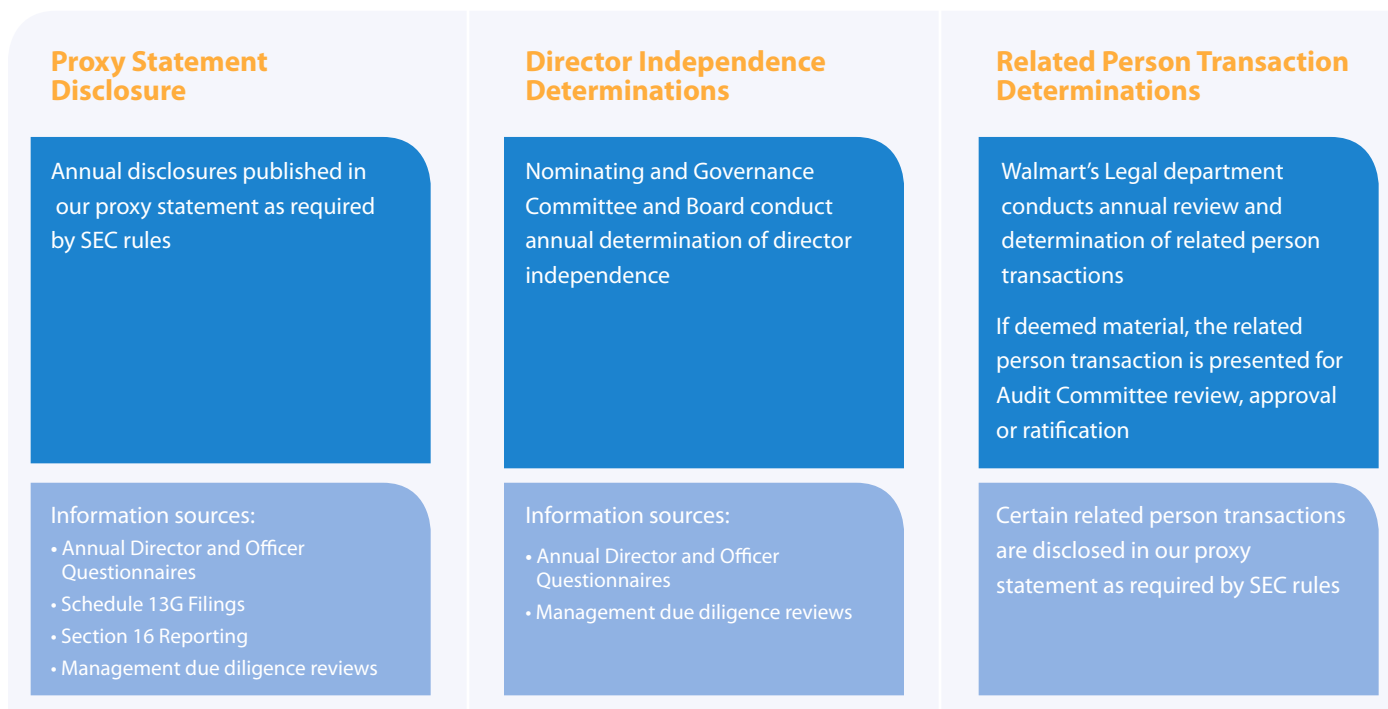 Proxy Statement
Disclosure
Annual disclosures published in
our proxy statement as required
by SEC rules
Information sources:
• Annual Director and Officer
Questionnaires
• Schedule 13G Filings
• Section 16 Reporting
• Management due diligence reviews
Director Independence
Determinations
Nominating and Governance
Committee and Board conduct
annual determination of director
independence
Information sources:
• Annual Director and Officer
Questionnaires
• Management due diligence reviews
Related Person Transaction
Determinations
Walmart’s Legal department
conducts annual review and
determination of related person
transactions
If deemed material, the related
person transaction is presented for
Audit Committee review, approval
or ratification
Certain related person transactions
are disclosed in our proxy
statement as required by SEC rules